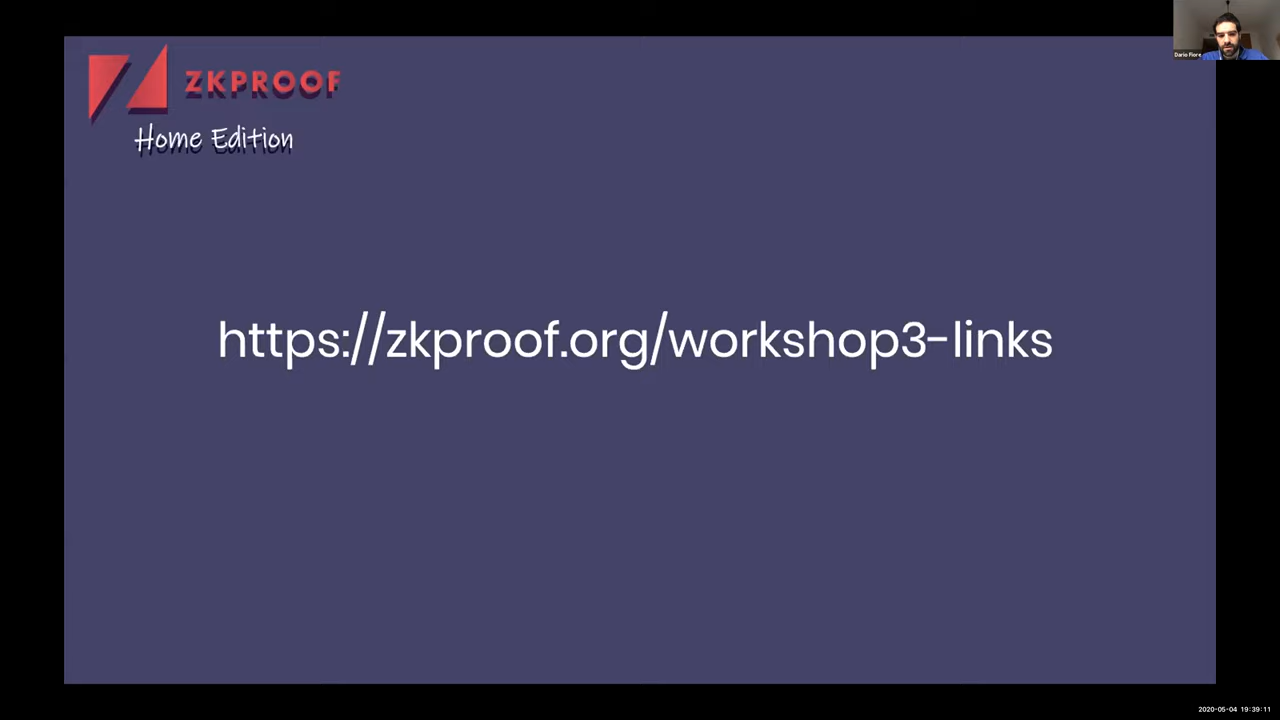 ZKPROOF
Home Edition
Dario Fiore
https://zkproof.org/workshop3-links
2020-05-04 19:39:11